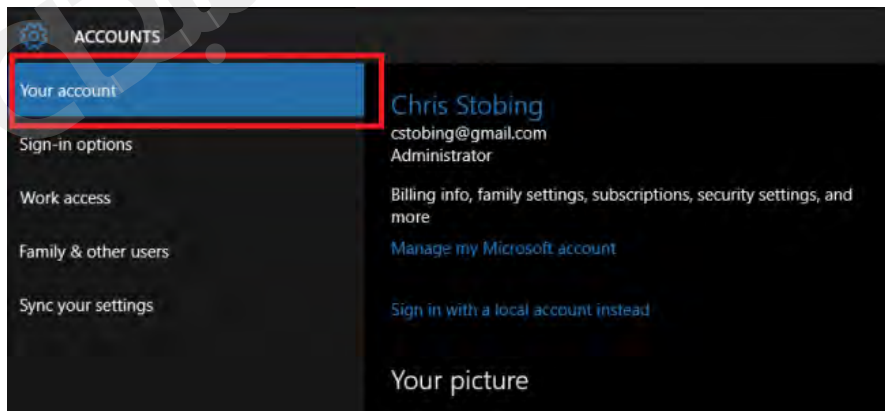 ACCOUNTS
Your account
Sign-in options
Work access
Family & other users
Sync your settings
Chris Stobing
cstobing@gmail.com
Administrator
Billing info, family settings, subscriptions, security settings, and
more
Manage my Microsoft account
Sign in with a local account instead
Your picture